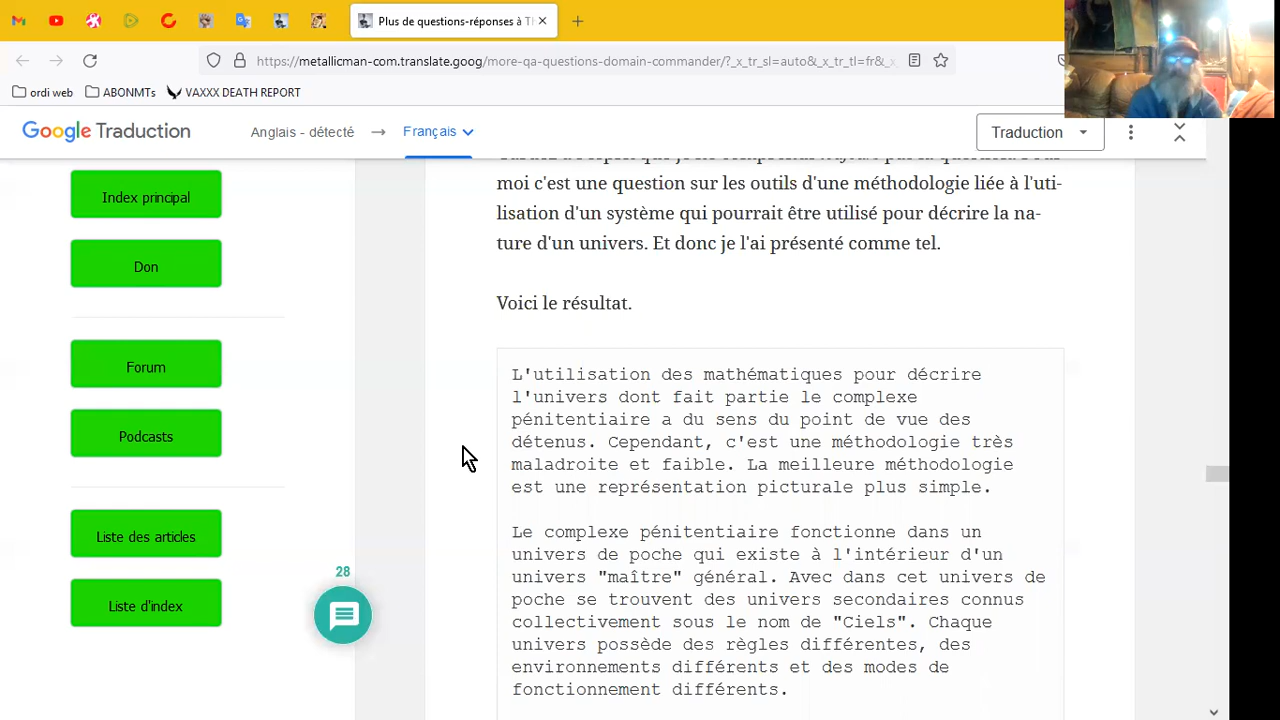 Plus de questions-réponses à Tl
https://metallicman-com.translate.goog/more-qa-questions-domain-commander/?_x_tr_sl=auto&_x_tr_tl=fr&_x_
ordi web
ABONMTs
VAXXX DEATH REPORT
Google Traduction
Anglais - détecté
Français
Traduction
Index principal
Don
Forum
Podcasts
Liste des articles
Liste d'index
28
moi c'est une question sur les outils d'une méthodologie liée à l'uti-
lisation d'un système qui pourrait être utilisé pour décrire la na-
ture d'un univers. Et donc je l'ai présenté comme tel.
Voici le résultat.
L'utilisation des mathématiques pour décrire
l'univers dont fait partie le complexe
pénitentiaire a du sens du point de vue des
détenus. Cependant, c'est une méthodologie très
maladroite et faible. La meilleure méthodologie
est une représentation picturale plus simple.
Le complexe pénitentiaire fonctionne dans un
univers de poche qui existe à l'intérieur d'un
univers "maître" général. Avec dans cet univers de
poche se trouvent des univers secondaires connus
collectivement sous le nom de "Ciels". Chaque
univers possède des règles différentes, des
environnements différents et des modes de
fonctionnement différents.